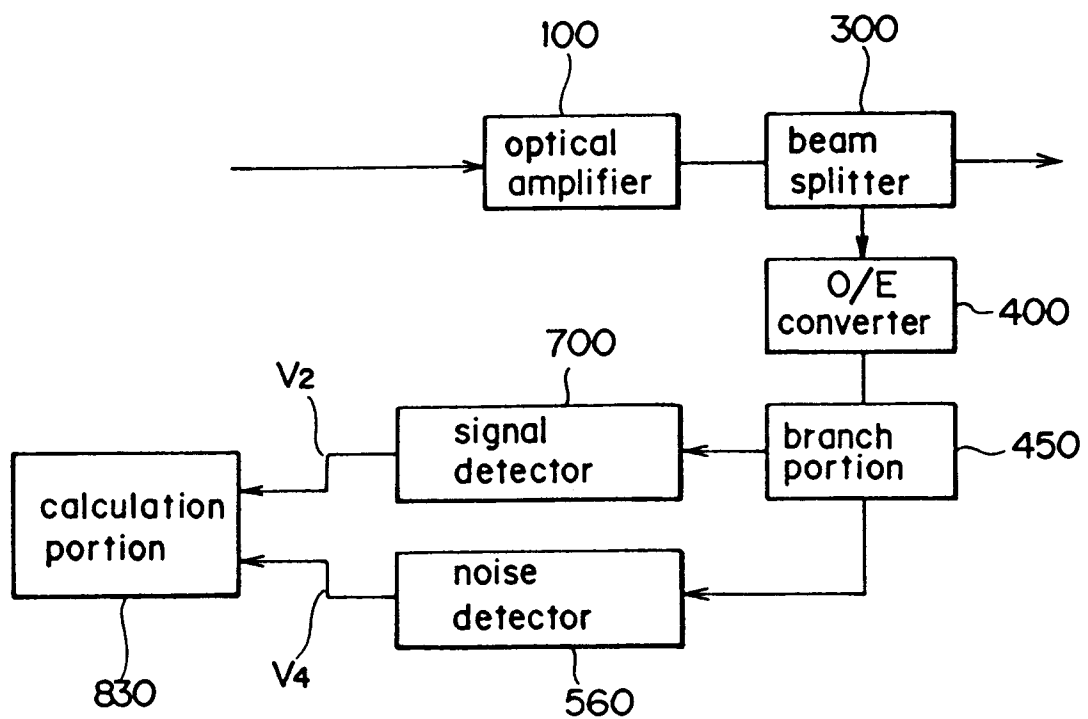 100
300
optical
amplifier
beam
splitter
O/E
converter
400
700
V2
signal
detector
branch
portion
450
calculation
portion
noise
detector
V4
830
560